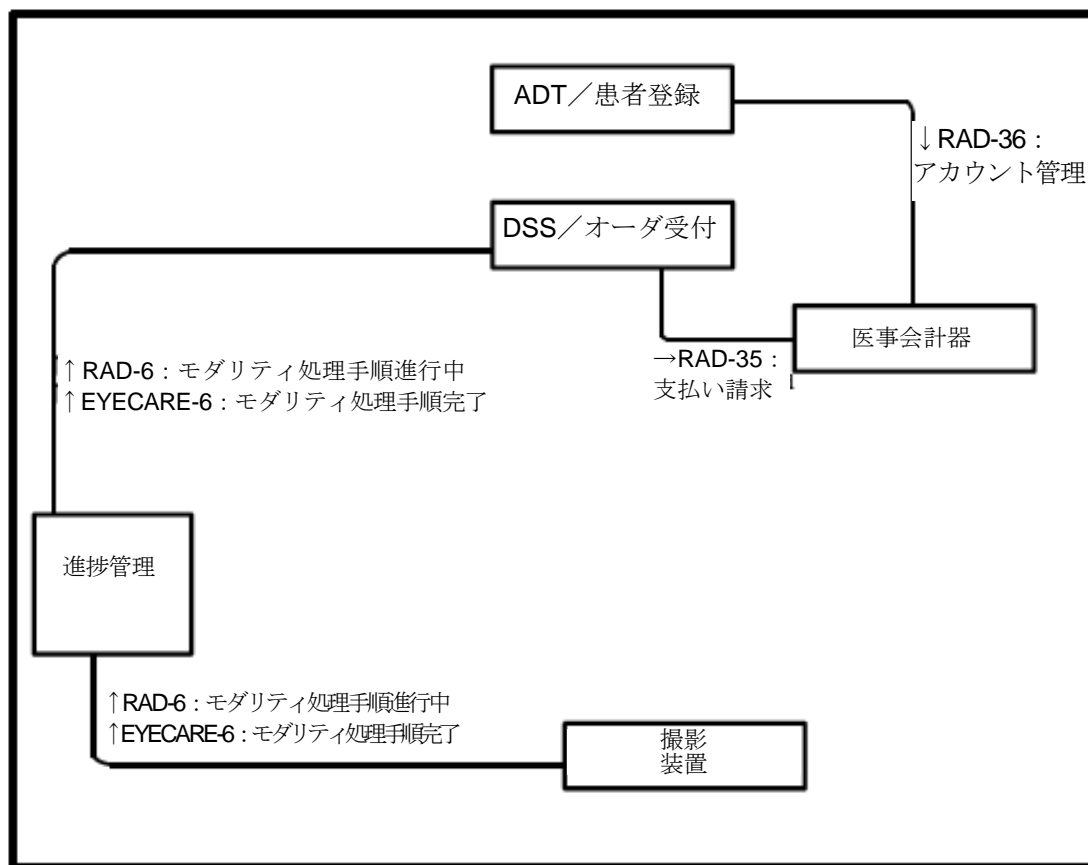 ADT／患者登録
↓RAD-36：
アカウント管理
DSS／オーダ受付
医事会計器
→RAD-35：
支払い請求
↑RAD-6：モダリティ処理手順進行中
↑EYECARE-6：モダリティ処理手順完了
進捗管理
↑RAD-6：モダリティ処理手順進行中
↑EYECARE-6：モダリティ処理手順完了
撮影
装置